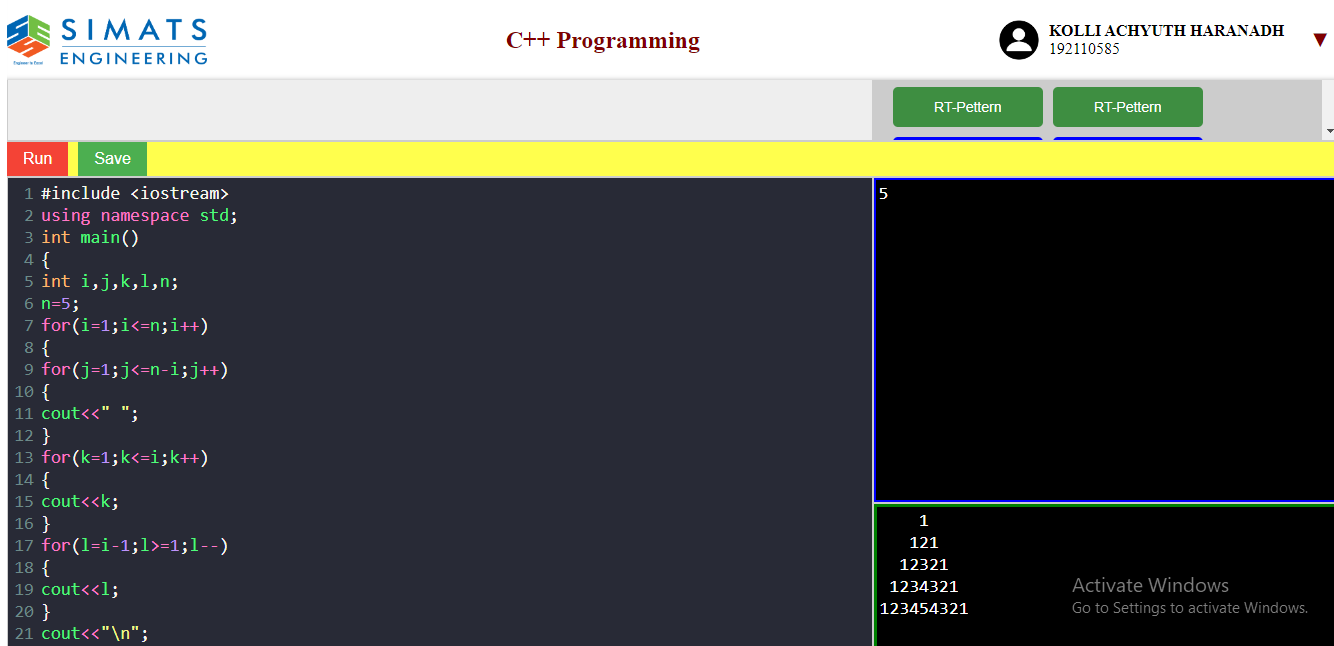 SIMATS
ENGINEERING
Engineer to Excel
C++ Programming
KOLLI ACHYUTH HARANADH
192110585
▼
RT-Pettern
RT-Pettern
Run
Save
1 #include <iostream>
2 using namespace std;
3 int main()
4 {
5 int i,j,k,l,n;
6 n=5;
7 for(i=1;i<=n;i++)
8 {
9 for(j=1;j<=n-i;j++)
10 {
11 cout<<" ";
12 }
13 for(k=1;k<=i;k++)
14 {
15 cout<<k;
16 }
17 for(l=i-1;l>=1;l--)
18 {
19 cout<<l;
20 }
21 cout<<"\n";
5
1
121
12321
1234321
123454321
Activate Windows
Go to Settings to activate Windows.